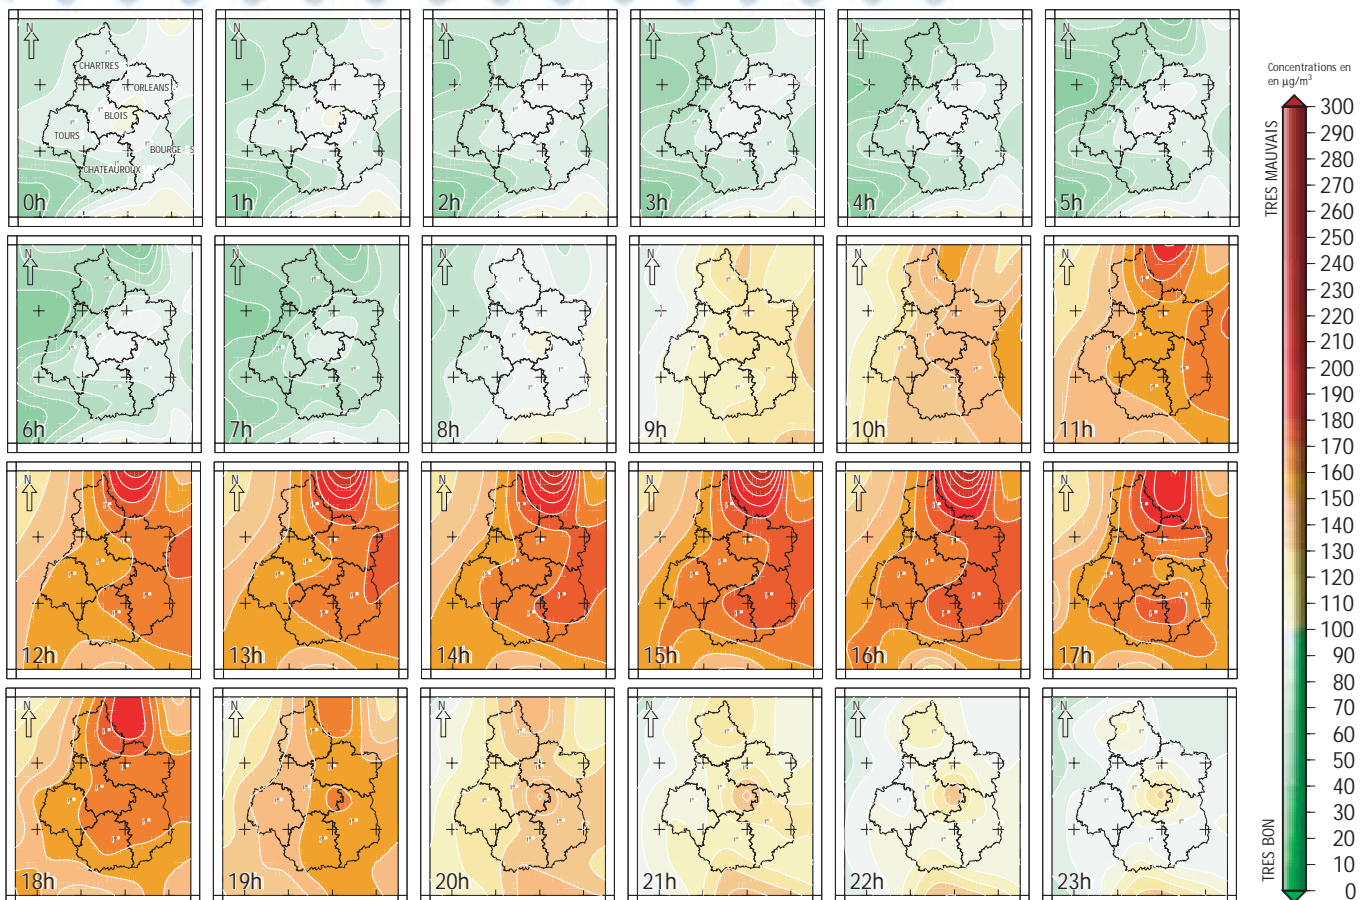 N N N N N N
CHARTRES
ORLEANS
BLOIS
TOURS
BOURGES
CHATEAUROUX
0h 1h 2h 3h 4h 5h
N N N N N N
6h 7h 8h 9h 10h 11h
N N N N N N
12h 13h 14h 15h 16h 17h
N N N N N N
18h 19h 20h 21h 22h 23h
Concentrations en
en µg/m³
TRES MAUVAIS
300
290
280
270
260
250
240
230
220
210
200
190
180
170
160
150
140
130
120
110
100
90
80
70
60
50
40
30
20
10
0
TRES BON